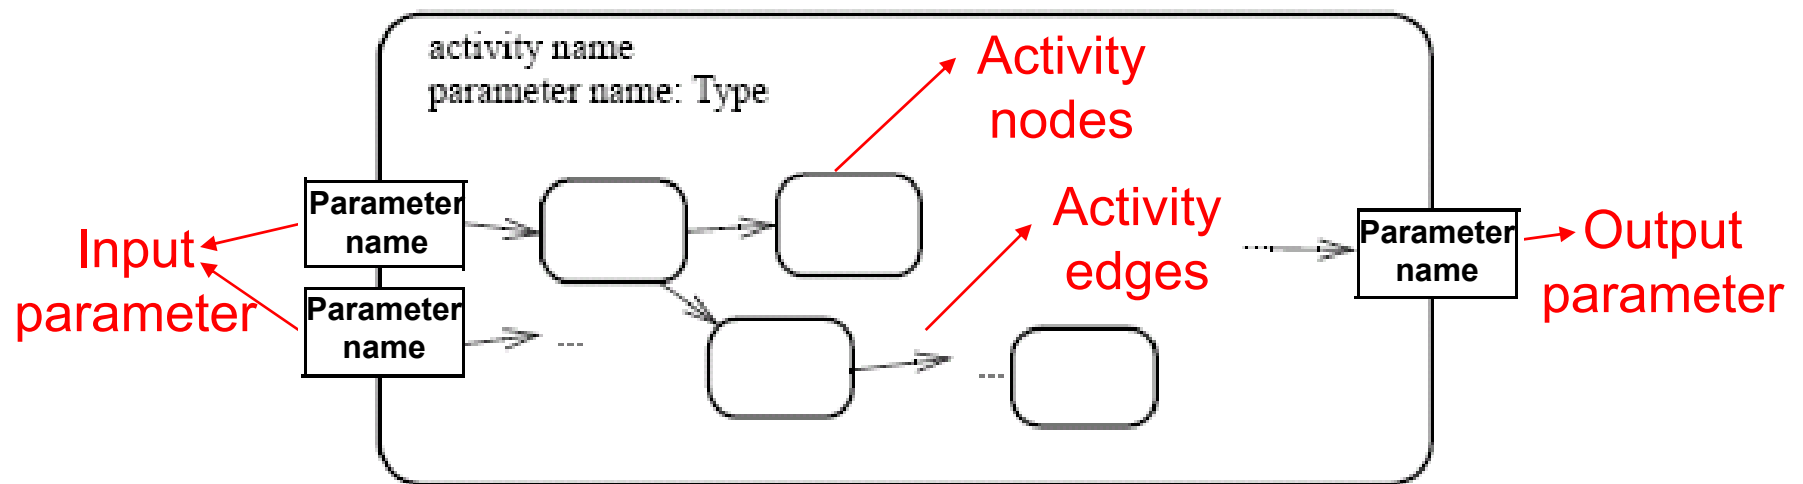 activity name
parameter name: Type
Activity
nodes
Parameter
name
Activity
edges
Parameter
name
Output
parameter
Input
parameter
Parameter
name
...
...
...